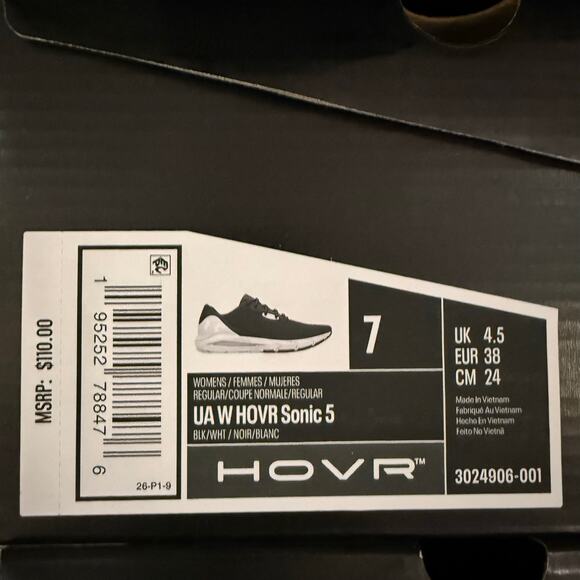 MSRP: $110.00
1 95252 78847 6
26-P1-9
7
WOMENS / FEMMES / MUJERES
REGULAR/COUPE NORMALE/REGULAR
UA W HOVR Sonic 5
BLK/WHT / NOIR/BLANC
HOVR™
UK 4.5
EUR 38
CM 24
Made In Vietnam
Fabriqué Au Vietnam
Hecho En Vietnam
Feito No Vietnã
3024906-001